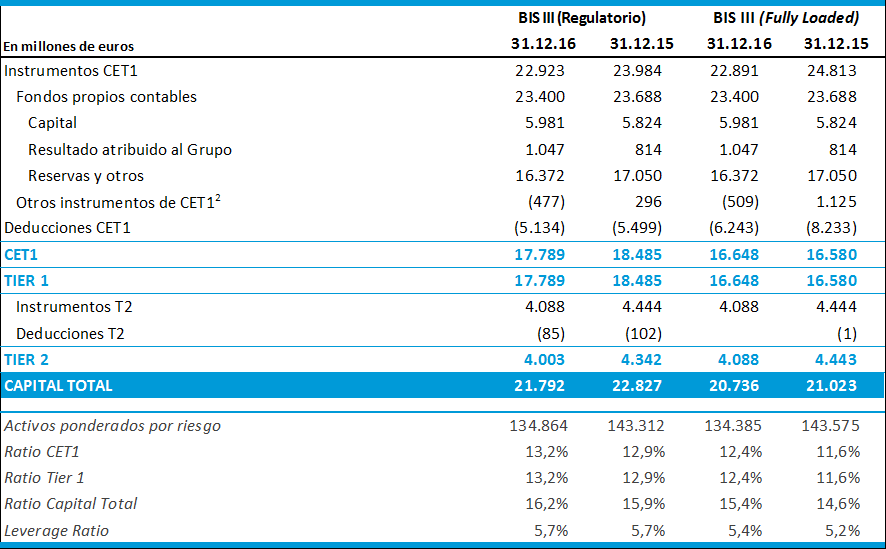 BIS III (Regulatorio) BIS III (Fully Loaded)
En millones de euros 31.12.16 31.12.15 31.12.16 31.12.15
Instrumentos CET1 22.923 23.984 22.891 24.813
Fondos propios contables 23.400 23.688 23.400 23.688
Capital 5.981 5.824 5.981 5.824
Resultado atribuido al Grupo 1.047 814 1.047 814
Reservas y otros 16.372 17.050 16.372 17.050
Otros instrumentos de CET1² (477) 296 (509) 1.125
Deducciones CET1 (5.134) (5.499) (6.243) (8.233)
CET1 17.789 18.485 16.648 16.580
TIER 1 17.789 18.485 16.648 16.580
Instrumentos T2 4.088 4.444 4.088 4.444
Deducciones T2 (85) (102) (1)
TIER 2 4.003 4.342 4.088 4.443
CAPITAL TOTAL 21.792 22.827 20.736 21.023
Activos ponderados por riesgo 134.864 143.312 134.385 143.575
Ratio CET1 13,2% 12,9% 12,4% 11,6%
Ratio Tier 1 13,2% 12,9% 12,4% 11,6%
Ratio Capital Total 16,2% 15,9% 15,4% 14,6%
Leverage Ratio 5,7% 5,7% 5,4% 5,2%